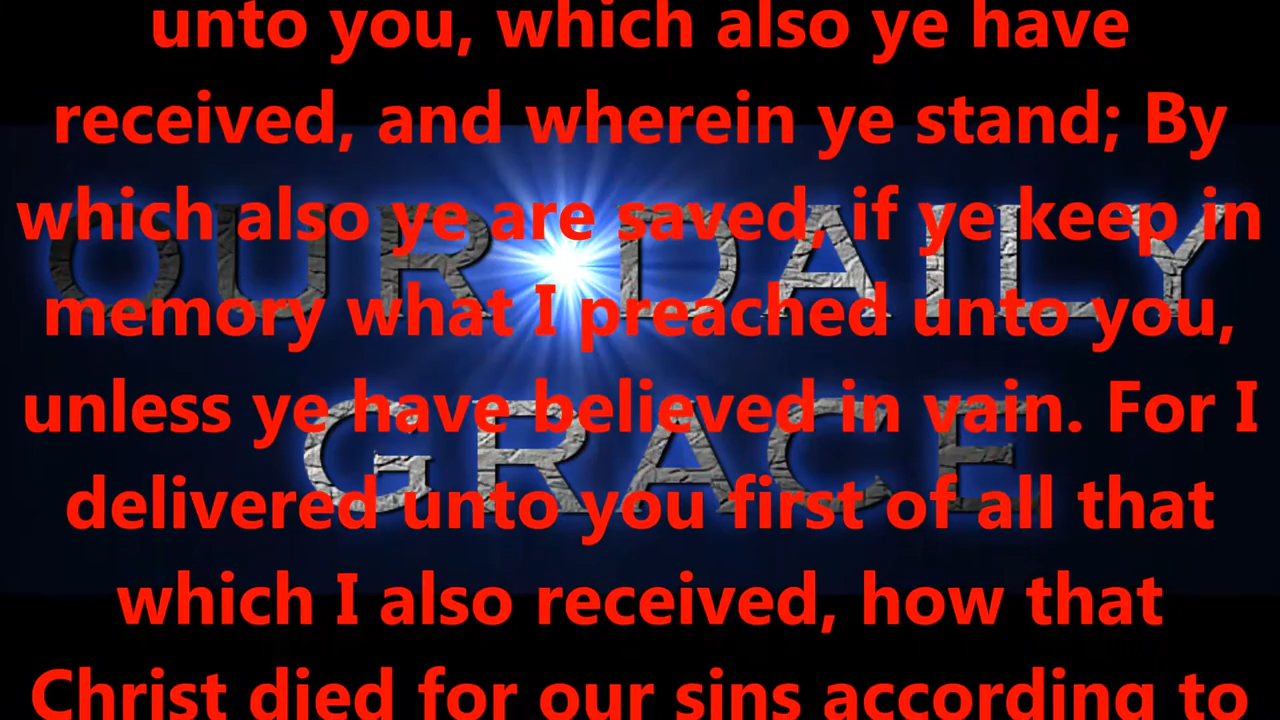 unto you, which also ye have
received, and wherein ye stand; By
which also ye are saved, if ye keep in
OUR DAILY
memory what I preached unto you,
unless ye have believed in vain. For I
GRACE
delivered unto you first of all that
which I also received, how that
Christ died for our sins according to